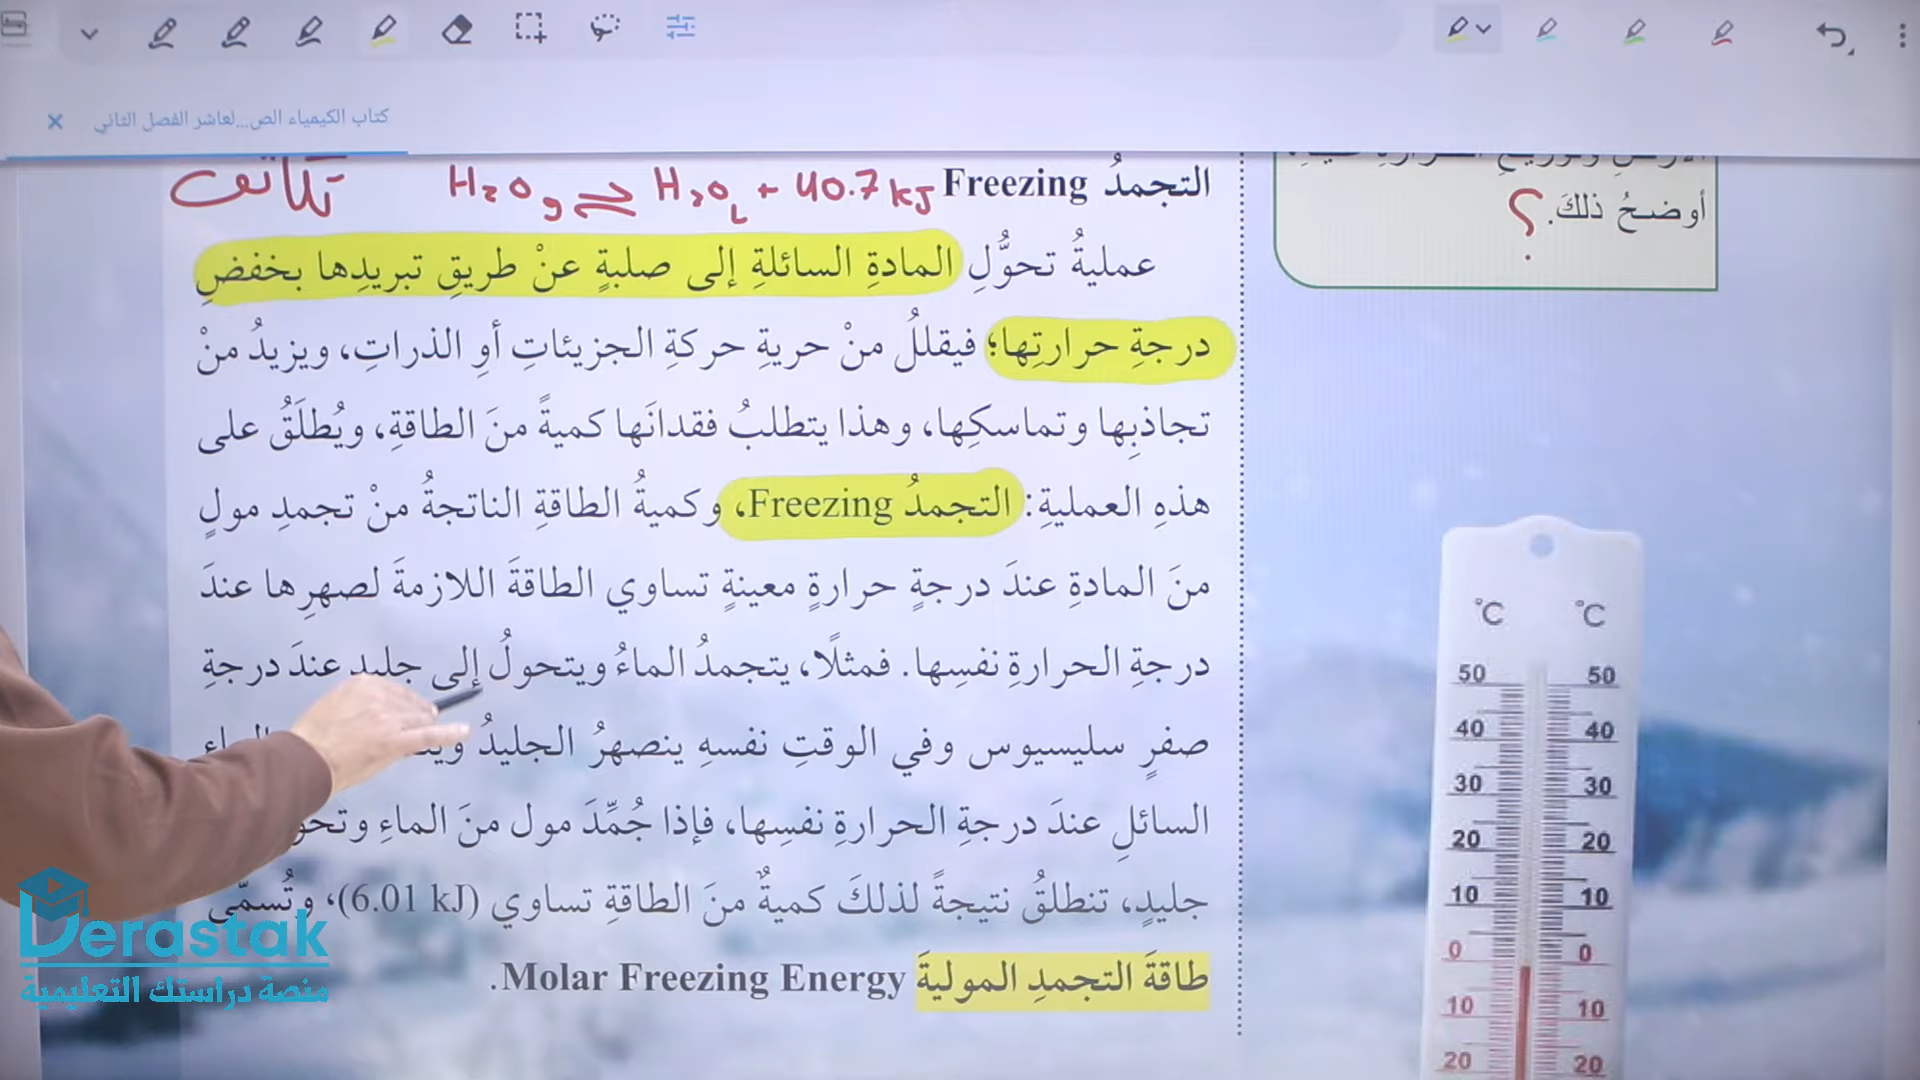 كتاب الكيمياء الص...لعاشر الفصل الثاني
أوضحُ ذلكَ.
؟
التجمدُ Freezing
H2Og ⇌ H2OL + 40.7 kJ
تكاثف
عمليةُ تحوُّلِ المادةِ السائلةِ إلى صلبةٍ عنْ طريقِ تبريدِها بخفضِ
درجةِ حرارتِها؛ فيقللُ منْ حريةِ حركةِ الجزيئاتِ أوِ الذراتِ، ويزيدُ منْ
تجاذبِها وتماسكِها، وهذا يتطلبُ فقدانَها كميةً منَ الطاقةِ، ويُطلَقُ على
هذهِ العمليةِ: التجمدُ Freezing، وكميةُ الطاقةِ الناتجةُ منْ تجمدِ مولٍ
منَ المادةِ عندَ درجةٍ حرارةٍ معينةٍ تساوي الطاقةَ اللازمةَ لصهرِها عندَ
درجةِ الحرارةِ نفسِها. فمثلًا، يتجمدُ الماءُ ويتحولُ إلى جليدٍ عندَ درجةِ
صفرٍ سليسيوس وفي الوقتِ نفسهِ ينصهرُ الجليدُ
السائلِ عندَ درجةِ الحرارةِ نفسِها، فإذا جُمِّدَ مول منَ الماءِ
جليدٍ، تنطلقُ نتيجةً لذلكَ كميةٌ منَ الطاقةِ تساوي (6.01 kJ)، وتُسمّى
طاقةَ التجمدِ الموليةَ Molar Freezing Energy.
°C °C
50 50
40 40
30 30
20 20
10 10
0 0
10 10
20 20
Derastak
منصة دراستك التعليمية